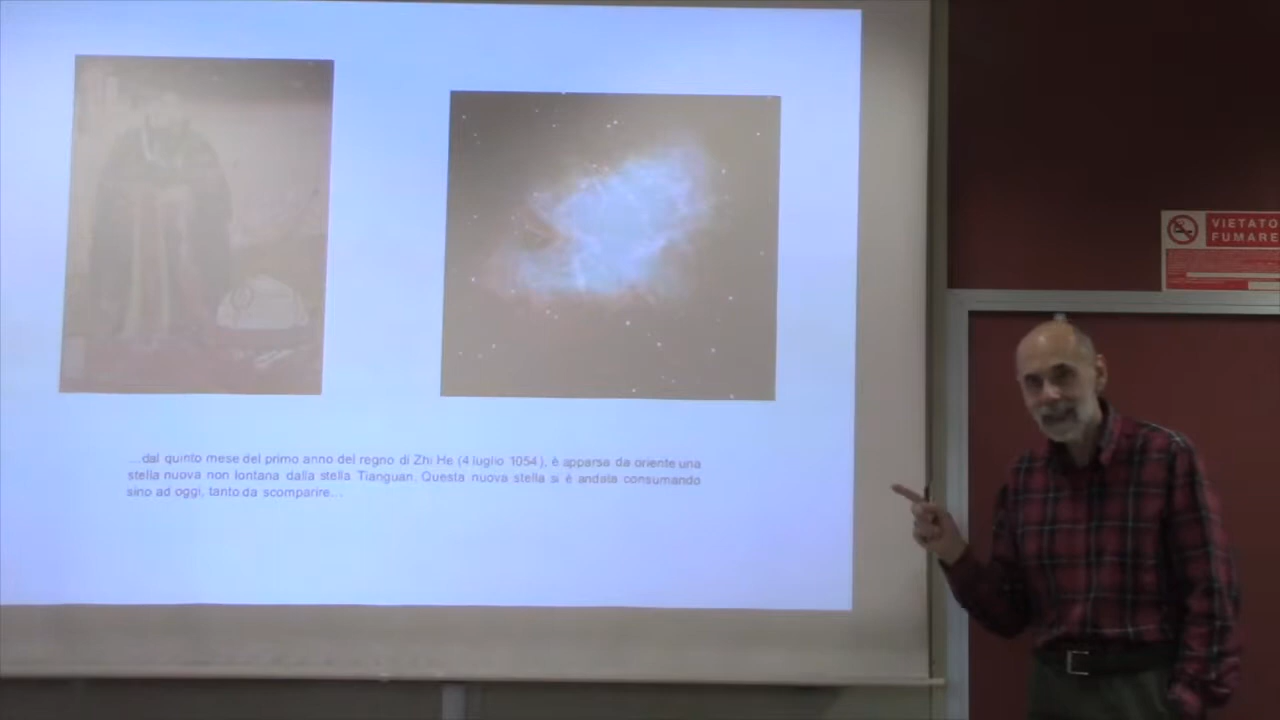 ...dal quinto mese del primo anno del regno di Zhi He (4 luglio 1054), è apparsa da oriente una
stella nuova non lontana dalla stella Tianguan. Questa nuova stella si è andata consumando
sino ad oggi, tanto da scomparire...
VIETATO
FUMARE